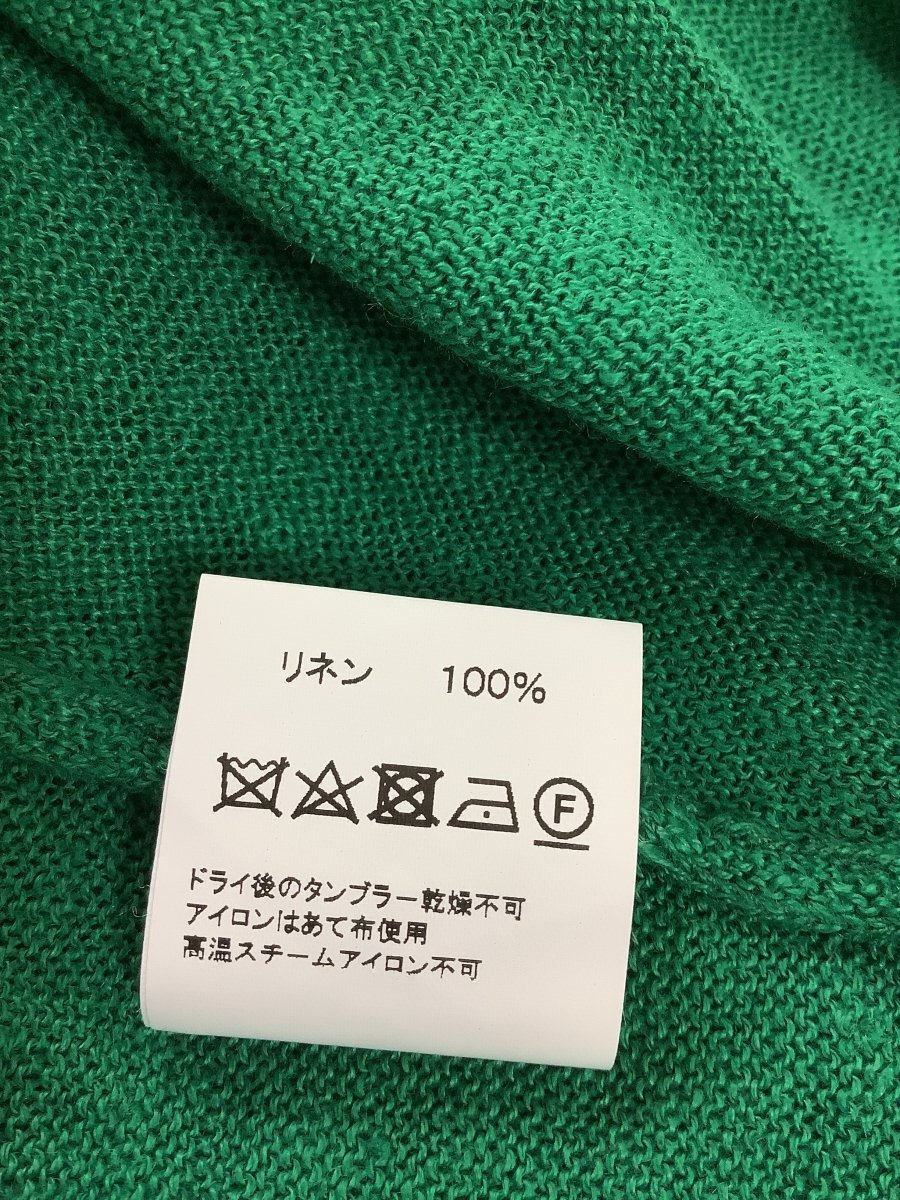 リネン 100%
F
ドライ後のタンブラー乾燥不可
アイロンはあて布使用
高温スチームアイロン不可